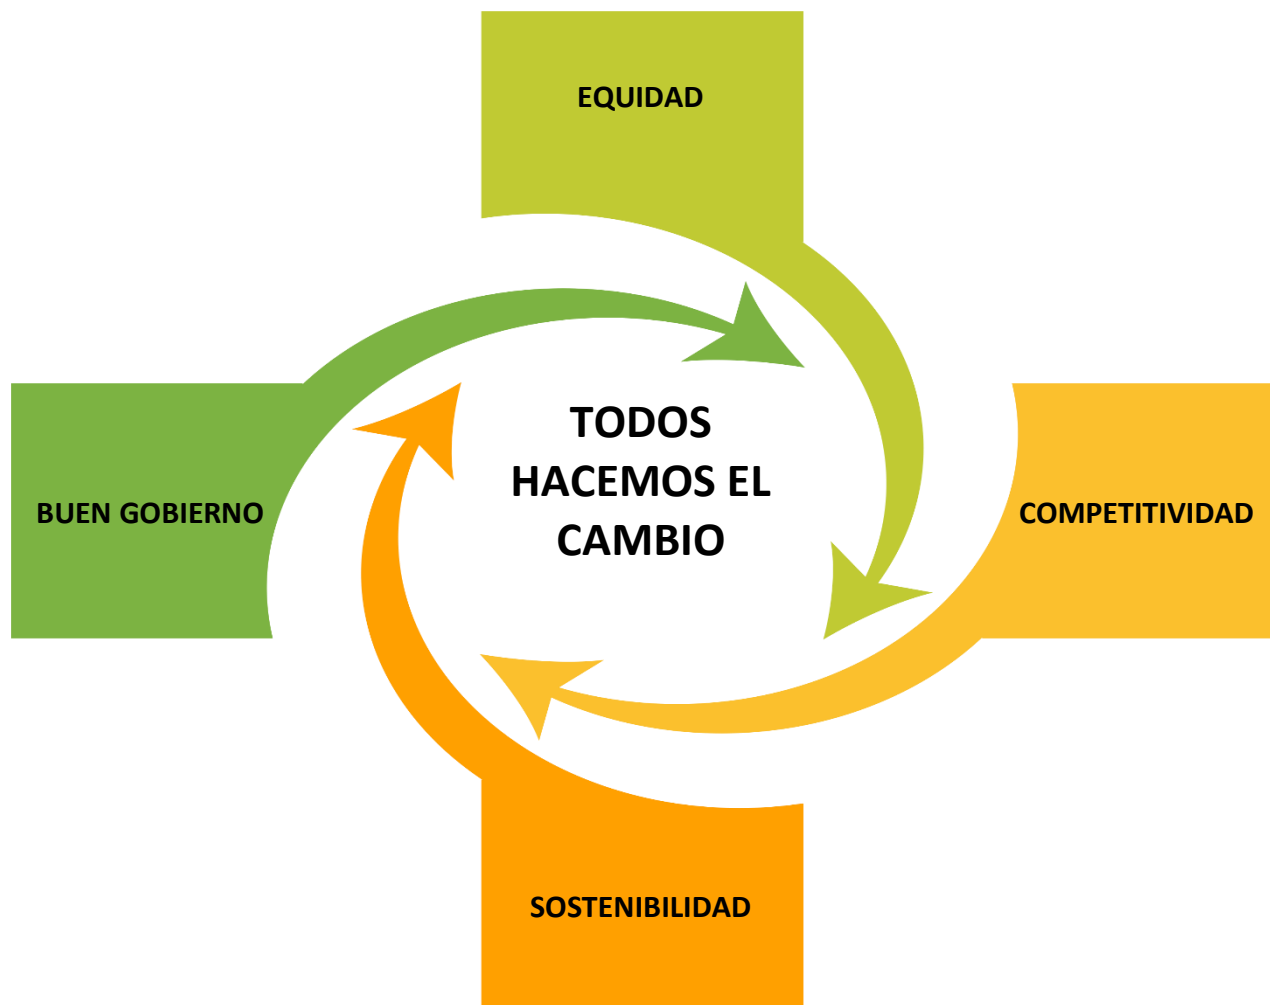 EQUIDAD
TODOS
HACEMOS EL
CAMBIO
BUEN GOBIERNO
COMPETITIVIDAD
SOSTENIBILIDAD